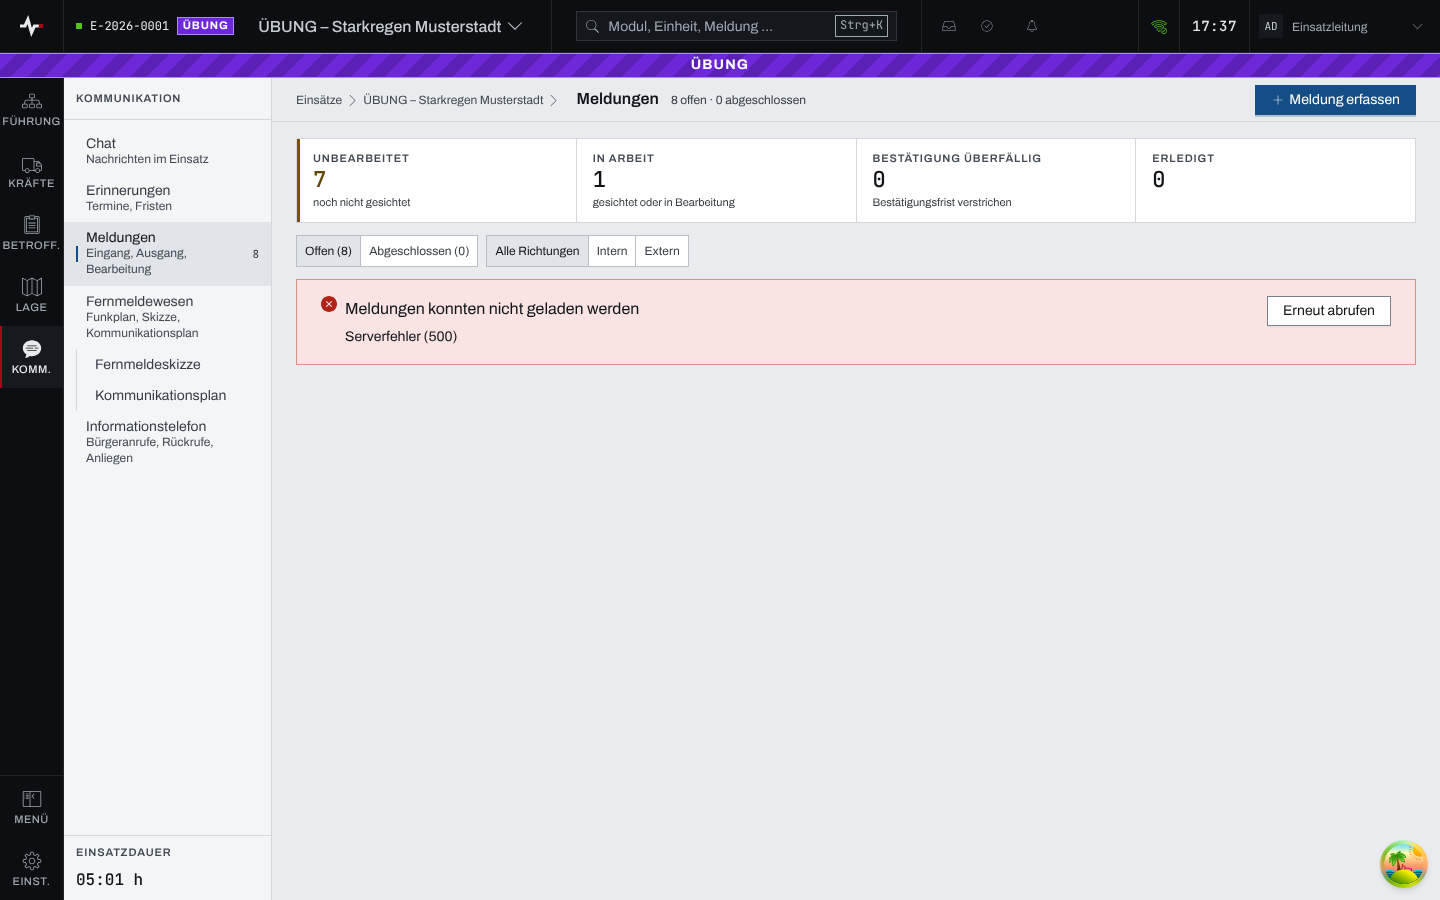 E-2026-0001 ÜBUNG ÜBUNG – Starkregen Musterstadt Modul, Einheit, Meldung ... Strg+K 17:37 AD Einsatzleitung
ÜBUNG
FÜHRUNG
KRÄFTE
BETROFF.
LAGE
KOMM.
MENÜ
EINST.
KOMMUNIKATION
Chat
Nachrichten im Einsatz
Erinnerungen
Termine, Fristen
Meldungen
Eingang, Ausgang, 8
Bearbeitung
Fernmeldewesen
Funkplan, Skizze,
Kommunikationsplan
Fernmeldeskizze
Kommunikationsplan
Informationstelefon
Bürgeranrufe, Rückrufe,
Anliegen
EINSATZDAUER
05:01 h
Einsätze ÜBUNG – Starkregen Musterstadt Meldungen 8 offen · 0 abgeschlossen + Meldung erfassen
UNBEARBEITET
7
noch nicht gesichtet
IN ARBEIT
1
gesichtet oder in Bearbeitung
BESTÄTIGUNG ÜBERFÄLLIG
0
Bestätigungsfrist verstrichen
ERLEDIGT
0
Offen (8) Abgeschlossen (0) Alle Richtungen Intern Extern
Meldungen konnten nicht geladen werden
Serverfehler (500)
Erneut abrufen